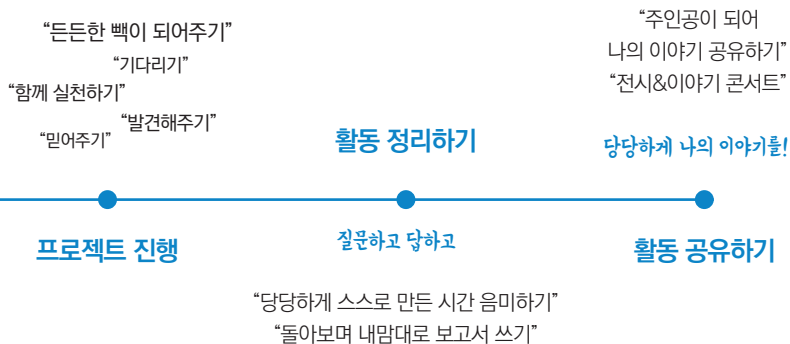 “든든한 빽이 되어주기”
“기다리기”
“함께 실천하기”
“발견해주기”
“믿어주기”
프로젝트 진행
활동 정리하기
질문하고 답하고
“당당하게 스스로 만든 시간 음미하기”
“돌아보며 내맘대로 보고서 쓰기”
“주인공이 되어
나의 이야기 공유하기”
“전시&이야기 콘서트”
당당하게 나의 이야기를!
활동 공유하기